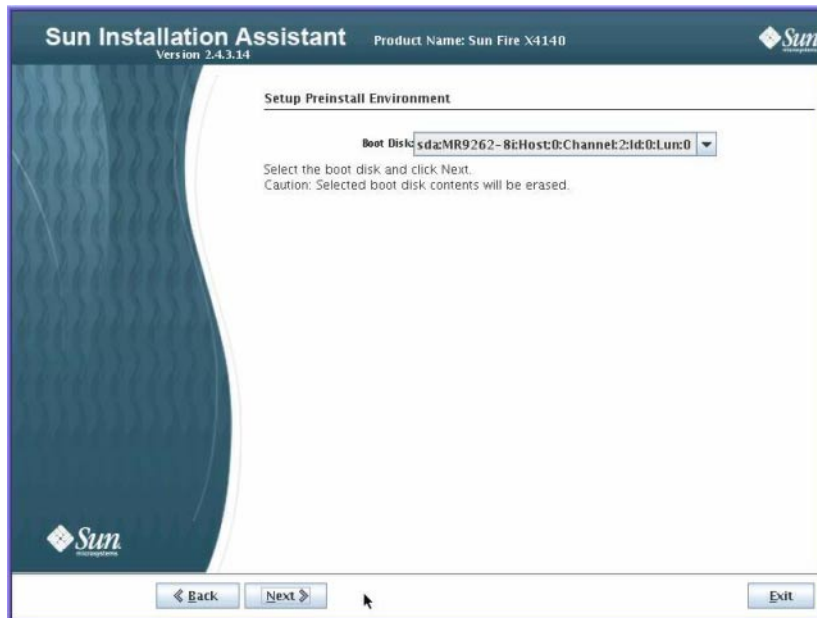 Sun Installation Assistant
Product Name: Sun Fire X4140
Version 2.4.3.14
Sun
Setup Preinstall Environment
Boot Disk: sda:MR9262-8i:Host:0:Channel:2:Id:0:Lun:0
Select the boot disk and click Next.
Caution: Selected boot disk contents will be erased.
Sun
microsystems
Back
Next
Exit